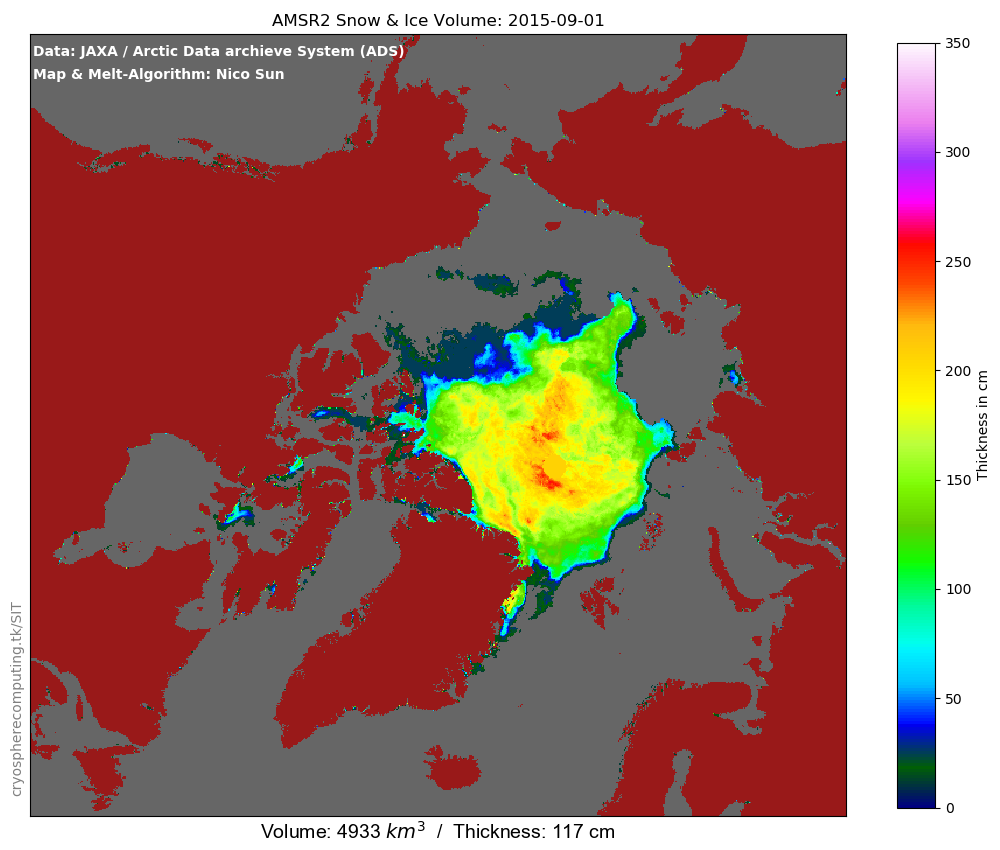 AMSR2 Snow & Ice Volume: 2015-09-01
Data: JAXA / Arctic Data archieve System (ADS)
Map & Melt-Algorithm: Nico Sun
350
300
250
200
150
100
50
0
Thickness in cm
cryospherecomputing.tk/SIT
Volume: 4933 km³ / Thickness: 117 cm